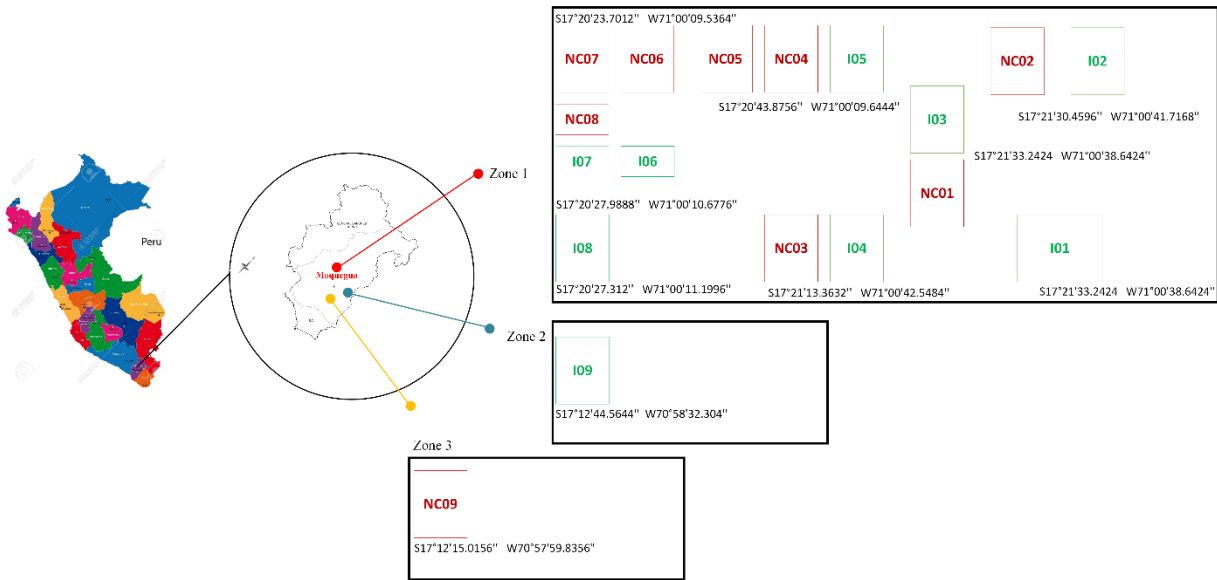 S17°20'23.7012'' W71°00'09.5364''
NC07 NC06 NC05 NC04 I05 NC02 I02
S17°20'43.8756'' W71°00'09.6444''
S17°21'30.4596'' W71°00'41.7168''
NC08 I03
I07 I06
S17°21'33.2424 W71°00'38.6424''
S17°20'27.9888'' W71°00'10.6776''
NC01
I08 NC03 I04 I01
S17°20'27.312'' W71°00'11.1996''
S17°21'13.3632'' W71°00'42.5484''
S17°21'33.2424 W71°00'38.6424''
Zone 1
Peru
Moquegua
Zone 2
I09
S17°12'44.5644'' W70°58'32.304''
Zone 3
NC09
S17°12'15.0156'' W70°57'59.8356''